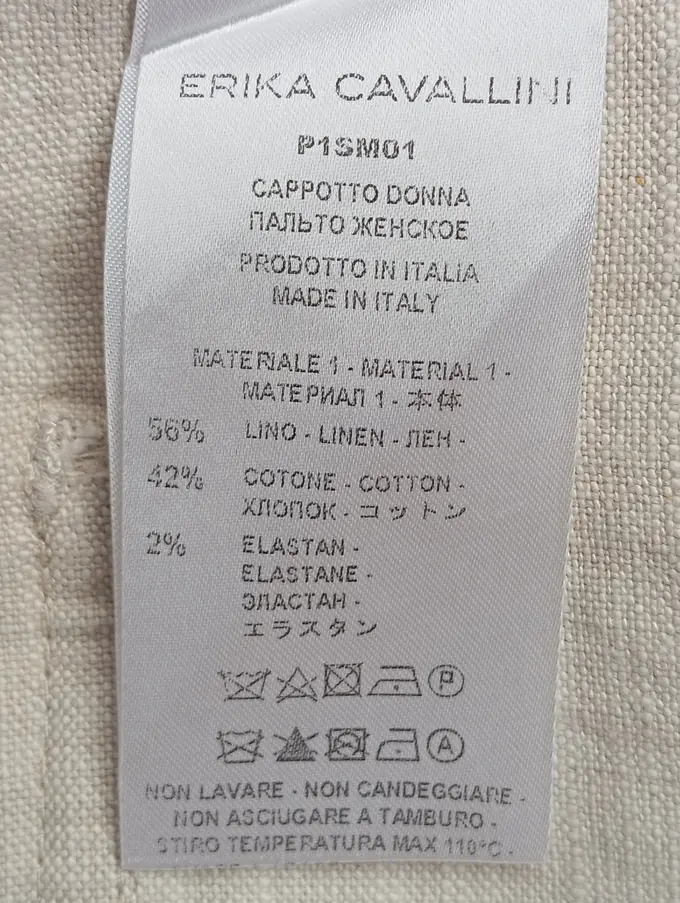 ERIKA CAVALLINI
P1SM01
CAPPOTTO DONNA
ПАЛЬТО ЖЕНСКОЕ
PRODOTTO IN ITALIA
MADE IN ITALY
MATERIALE 1 - MATERIAL 1 -
МАТЕРИАЛ 1 - 本体
56% LINO - LINEN - ЛЕН -
42% COTONE - COTTON -
ХЛОПОК - コットン
2% ELASTAN -
ELASTANE -
ЭЛАСТАН -
エラスタン
P
A
NON LAVARE - NON CANDEGGIARE -
NON ASCIUGARE A TAMBURO -
STIRO TEMPERATURA MAX 110°C -